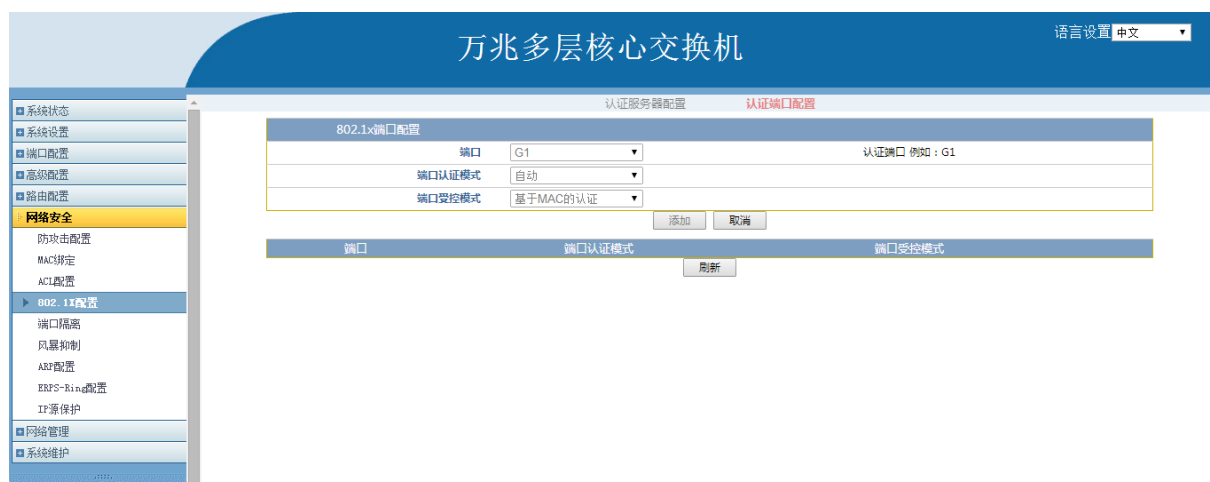 万兆多层核心交换机
语言设置 中文
系统状态
系统设置
端口配置
高级配置
路由配置
网络安全
防攻击配置
MAC绑定
ACL配置
802.1X配置
端口隔离
风暴抑制
ARP配置
ERPS-Ring配置
IP源保护
网络管理
系统维护
认证服务器配置 认证端口配置
802.1x端口配置
端口 G1 认证端口 例如：G1
端口认证模式 自动
端口受控模式 基于MAC的认证
添加 取消
端口 端口认证模式 端口受控模式
刷新